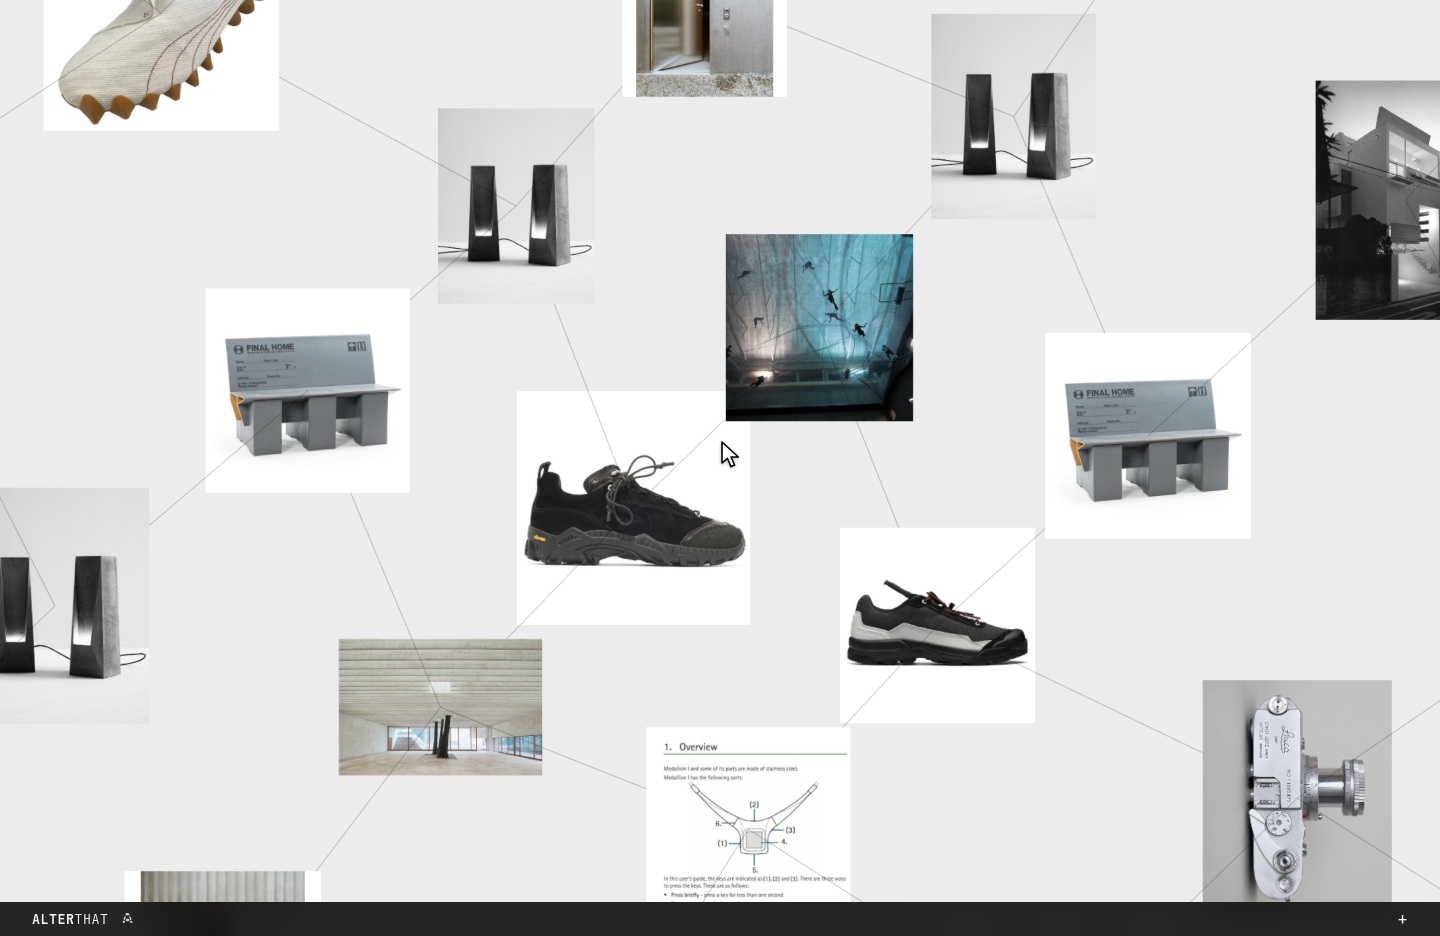 FINAL HOME
FINAL HOME
vibram
1. Overview
Medallion I and some of its parts are made of stainless steel.
Medallion I has the following parts:
(2)
6.
(3)
(1)
4.
5.
In this user's guide, the keys are indicated as (1), (2) and (3). There are three ways
to press the keys. These are as follows:
• Press briefly - press a key for less than one second
Leica
ALTERTHAT
+